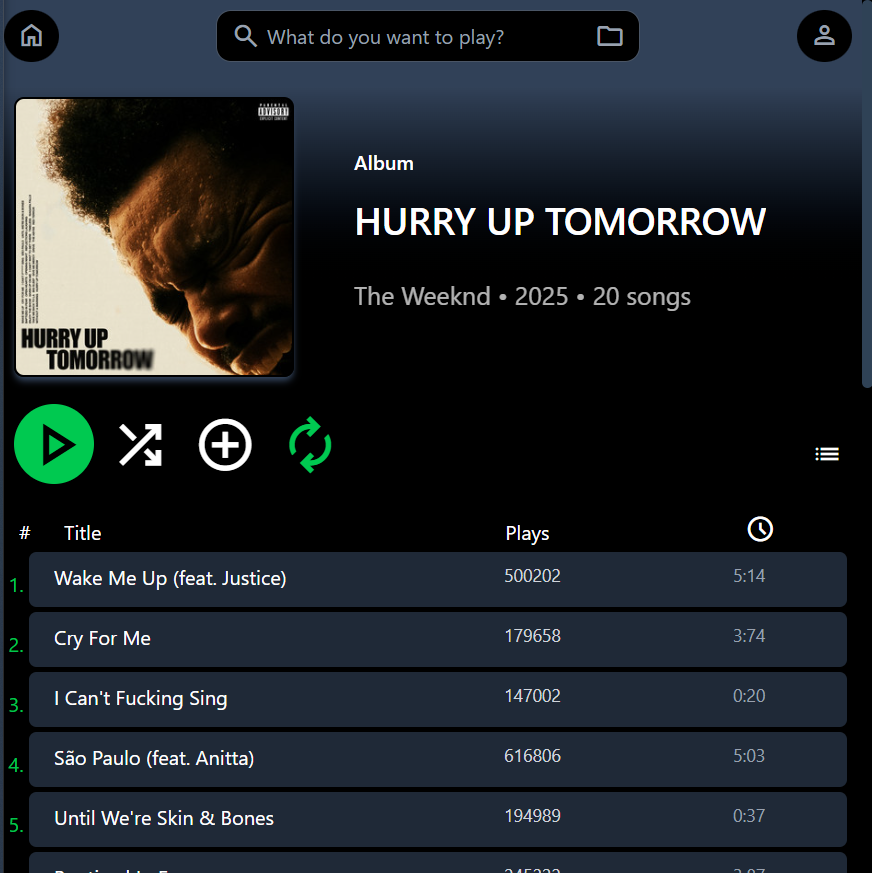 What do you want to play?
PARENTAL
ADVISORY
EXPLICIT CONTENT
HURRY UP
TOMORROW
Album
HURRY UP TOMORROW
The Weeknd • 2025 • 20 songs
# Title Plays
1. Wake Me Up (feat. Justice) 500202 5:14
2. Cry For Me 179658 3:74
3. I Can't Fucking Sing 147002 0:20
4. São Paulo (feat. Anitta) 616806 5:03
5. Until We're Skin & Bones 194989 0:37